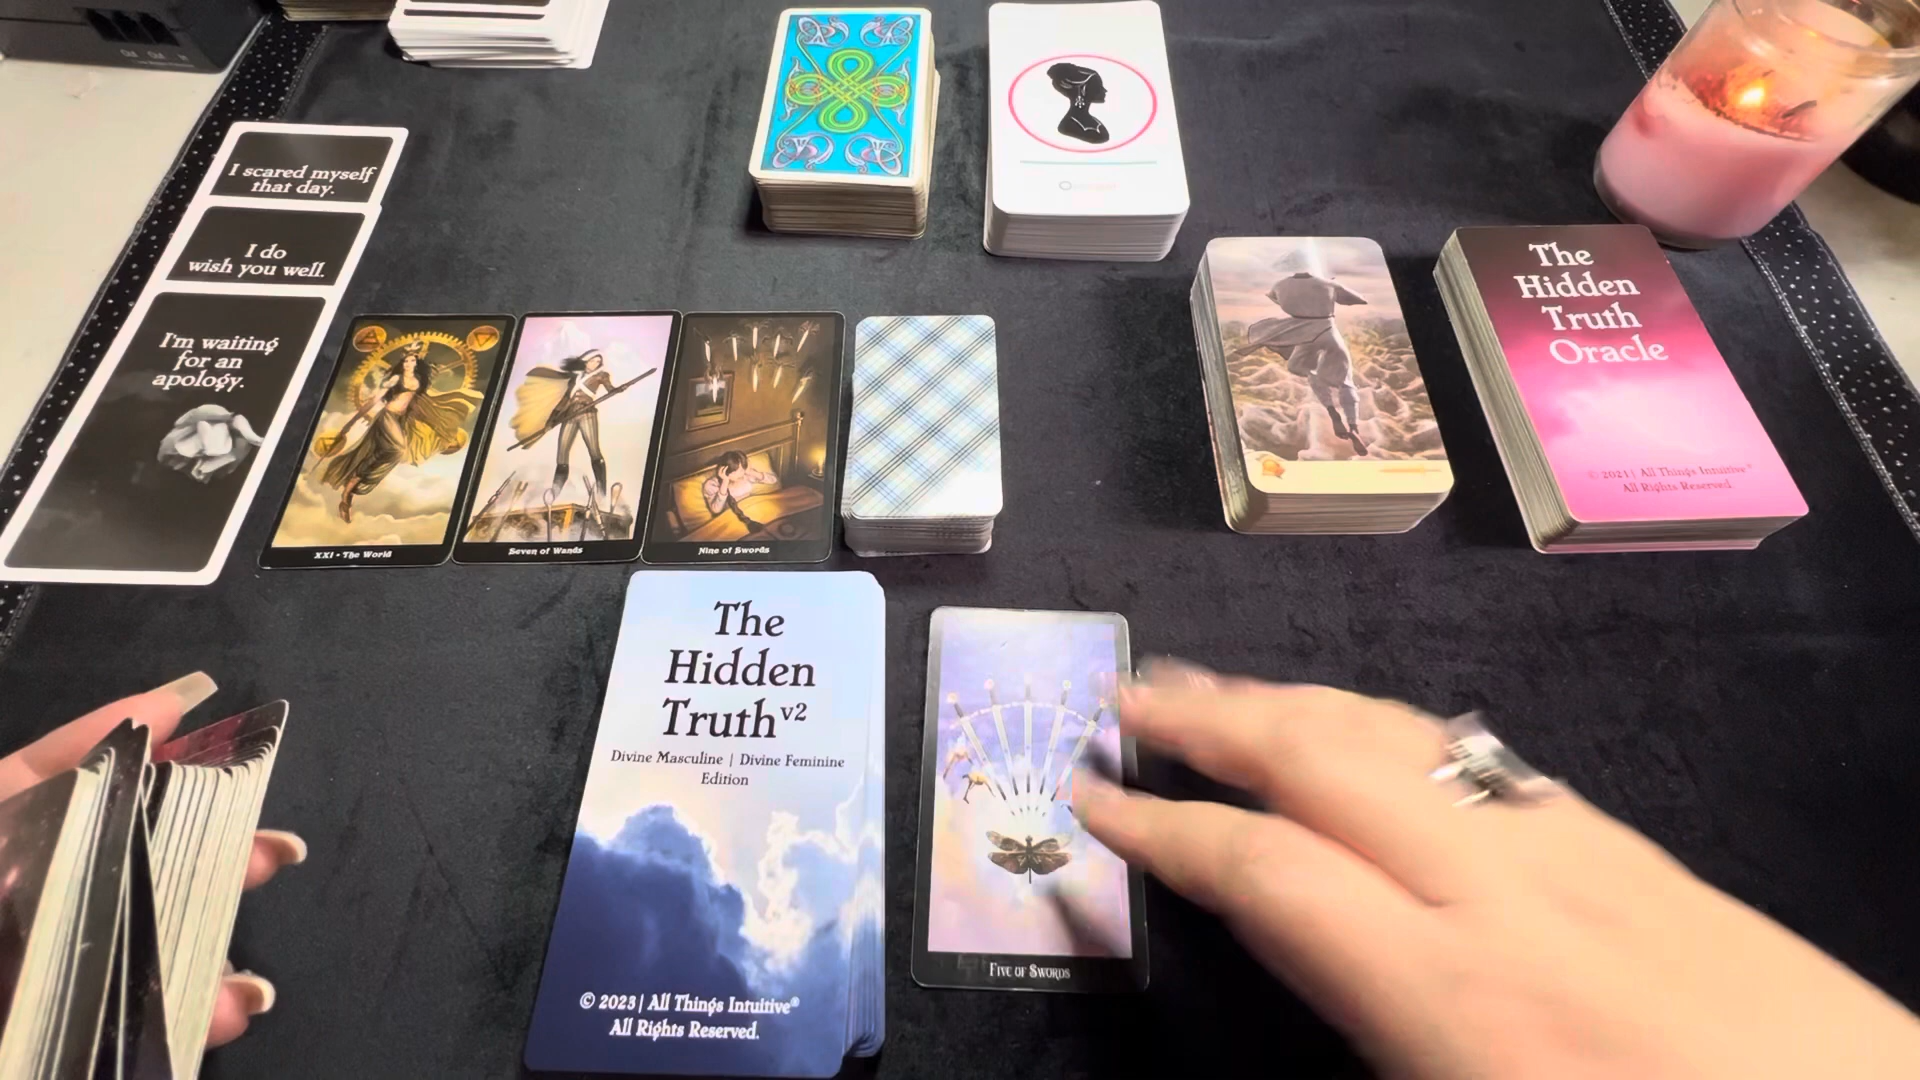 I scared myself
that day.
I do
wish you well.
I'm waiting
for an
apology.
XXI • The World
Seven of Wands
Nine of Swords
The
Hidden
Truth
Oracle
© 2021 | All Things Intuitive®
All Rights Reserved.
The
Hidden
Truth v2
Divine Masculine | Divine Feminine
Edition
© 2023 | All Things Intuitive®
All Rights Reserved.
Five of Swords